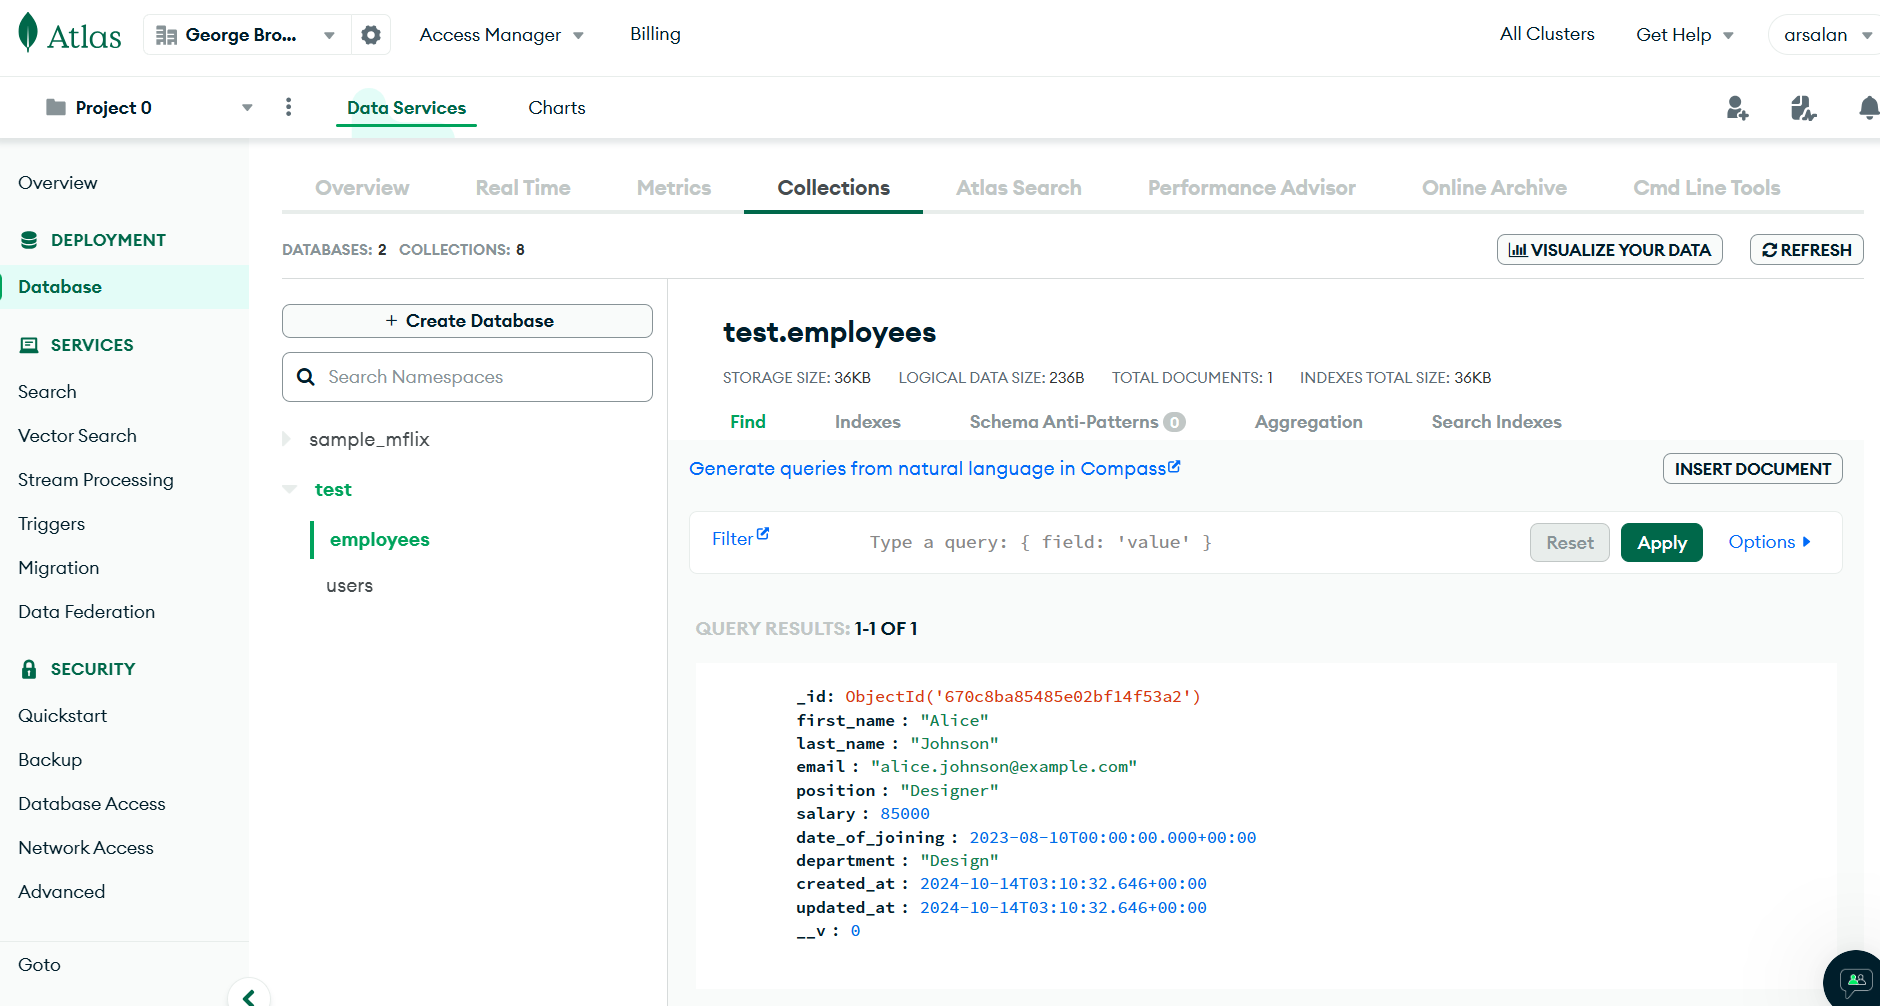 Atlas
George Bro...
Access Manager
Billing
All Clusters
Get Help
arsalan
Project 0
Data Services
Charts
Overview
DEPLOYMENT
Database
SERVICES
Search
Vector Search
Stream Processing
Triggers
Migration
Data Federation
SECURITY
Quickstart
Backup
Database Access
Network Access
Advanced
Goto
Overview
Real Time
Metrics
Collections
Atlas Search
Performance Advisor
Online Archive
Cmd Line Tools
DATABASES: 2 COLLECTIONS: 8
VISUALIZE YOUR DATA
REFRESH
+ Create Database
Search Namespaces
sample_mflix
test
employees
users
test.employees
STORAGE SIZE: 36KB LOGICAL DATA SIZE: 236B TOTAL DOCUMENTS: 1 INDEXES TOTAL SIZE: 36KB
Find
Indexes
Schema Anti-Patterns 0
Aggregation
Search Indexes
Generate queries from natural language in Compass
INSERT DOCUMENT
Filter
Type a query: { field: 'value' }
Reset
Apply
Options
QUERY RESULTS: 1-1 OF 1
_id: ObjectId('670c8ba85485e02bf14f53a2')
first_name : "Alice"
last_name : "Johnson"
email : "alice.johnson@example.com"
position : "Designer"
salary : 85000
date_of_joining : 2023-08-10T00:00:00.000+00:00
department : "Design"
created_at : 2024-10-14T03:10:32.646+00:00
updated_at : 2024-10-14T03:10:32.646+00:00
__v : 0